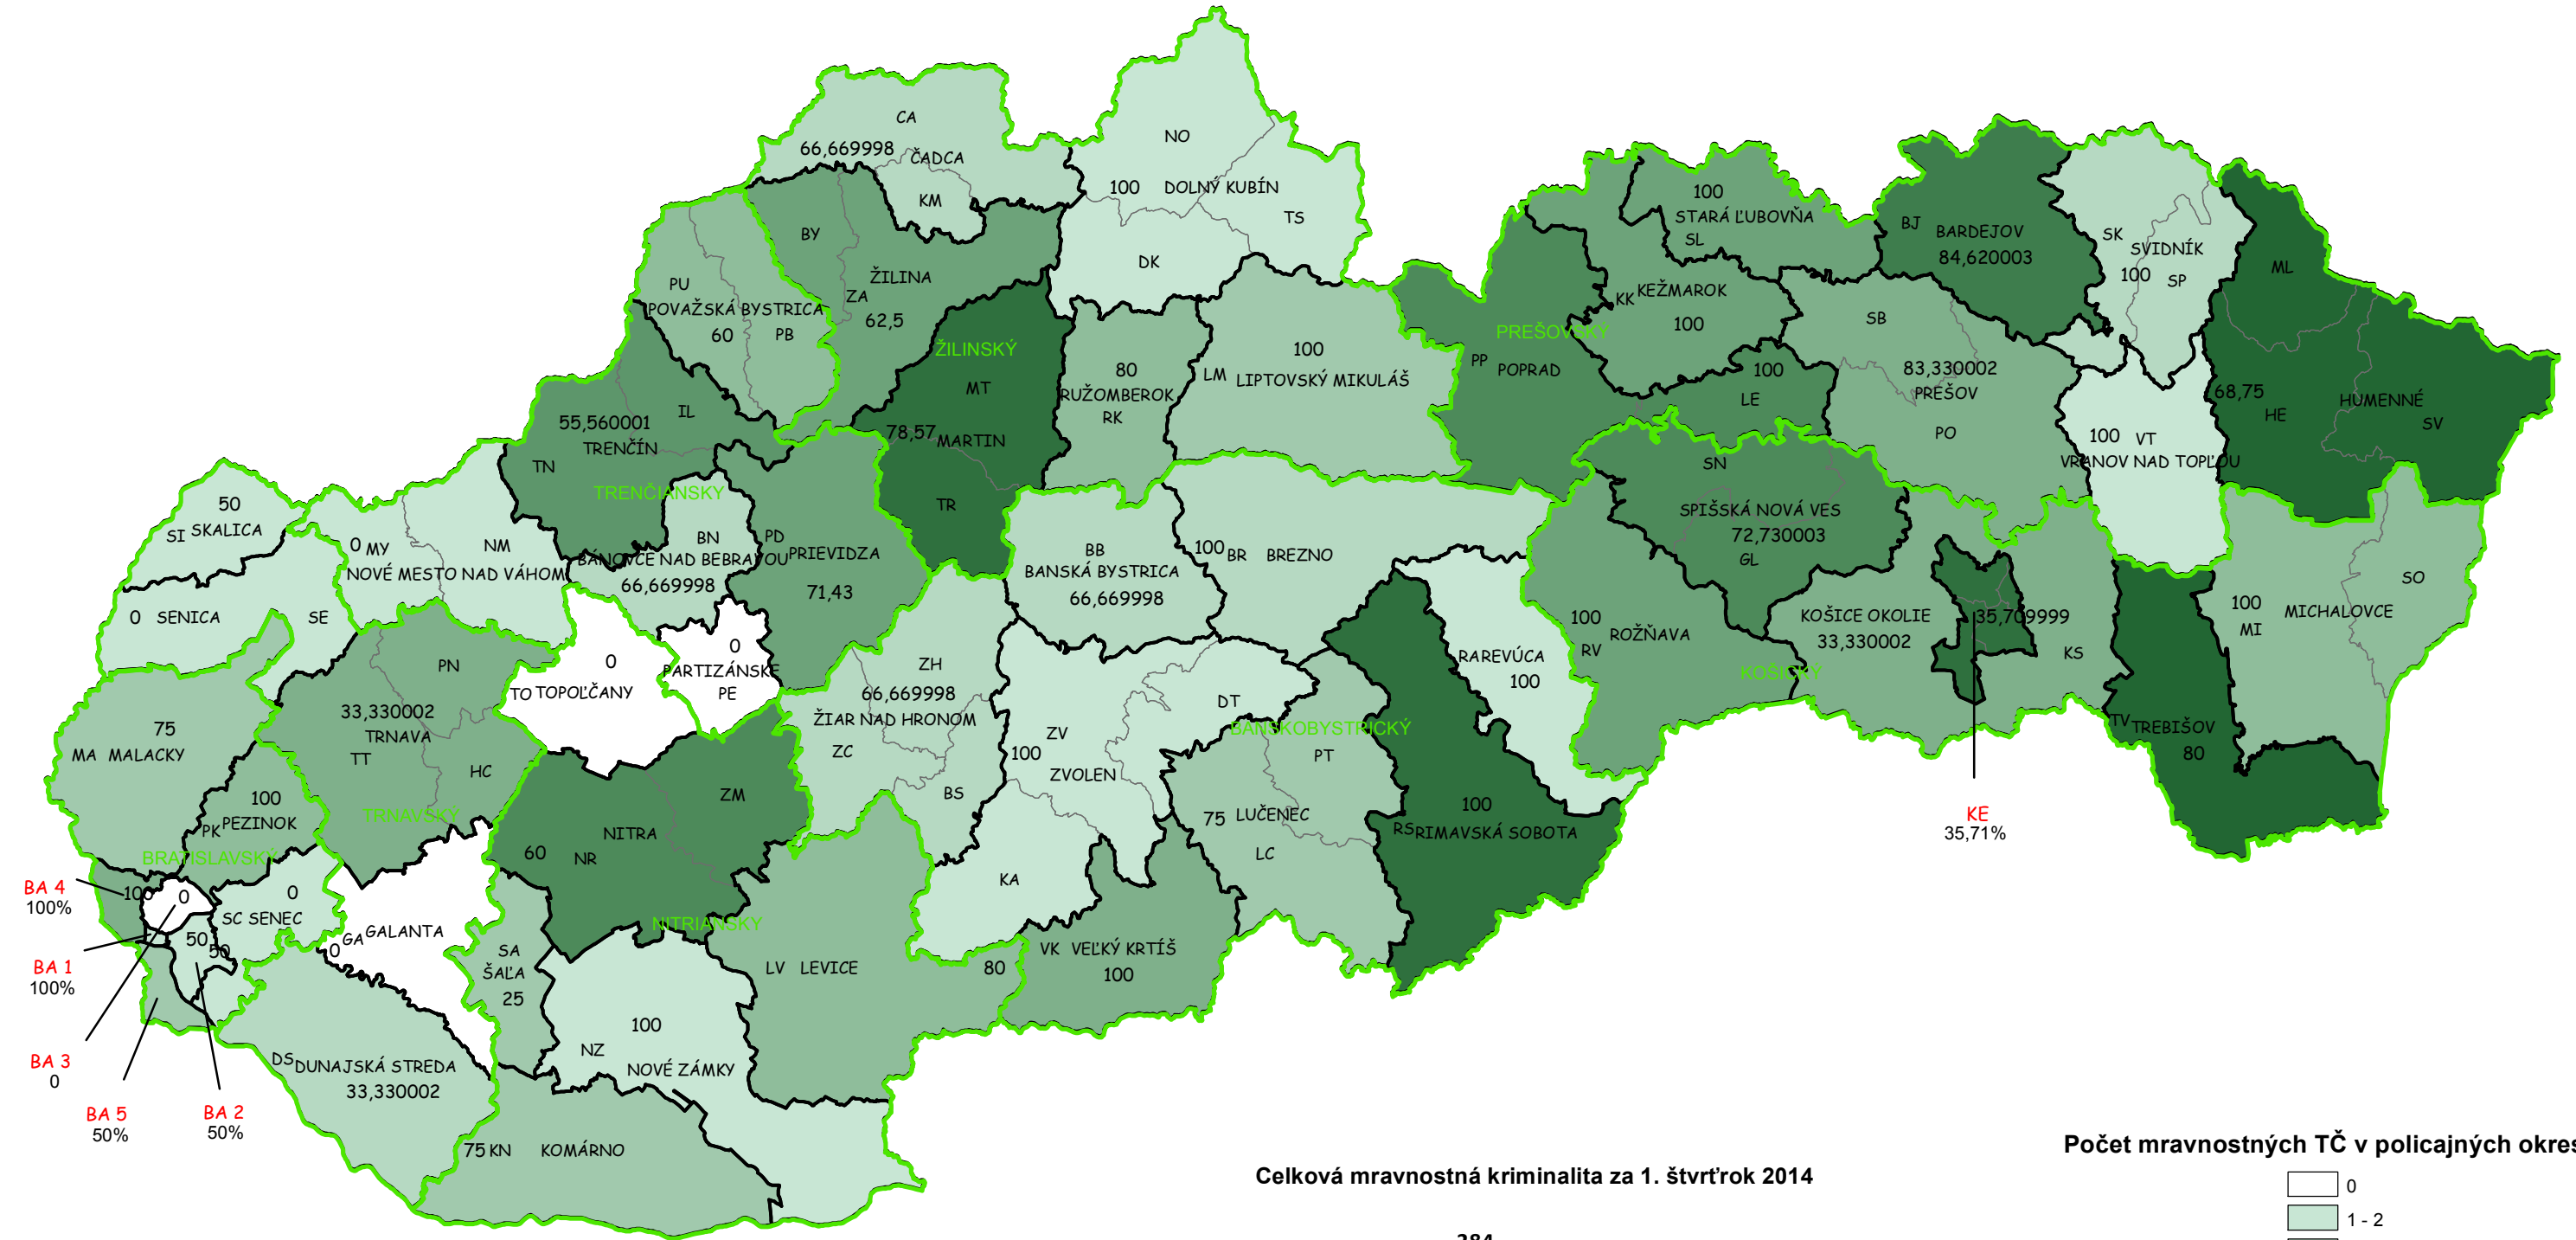 CA
66,669998
ČADCA
KM
NO
100 DOLNÝ KUBÍN
TS
DK
BY
ŽILINA
ZA
62,5
PU
POVAŽSKÁ BYSTRICA
60
PB
ŽILINSKÝ
MT
78,57 MARTIN
TR
80
RUŽOMBEROK
RK
100
LM LIPTOVSKÝ MIKULÁŠ
PREŠOVSKÝ
PP POPRAD
100
LE
100
STARÁ ĽUBOVŇA
SL
KK KEŽMAROK
100
BJ BARDEJOV
84,620003
SK
SVIDNÍK
100 SP
ML
SB
83,330002
PREŠOV
PO
68,75
HE
HUMENNÉ
SV
100 VT
VRANOV NAD TOPĽOU
55,560001
TRENČÍN
IL
TN
TRENČIANSKY
BN
BÁNOVCE NAD BEBRAVOU
66,669998
PD PRIEVIDZA
71,43
50
SI SKALICA
0 MY
NM
NOVÉ MESTO NAD VÁHOM
0 SENICA
SE
0
PARTIZÁNSKE
PE
0
TO TOPOĽČANY
BB
BANSKÁ BYSTRICA
66,669998
100 BR BREZNO
SN
SPIŠSKÁ NOVÁ VES
72,730003
GL
100
ROŽŇAVA
RV
KOŠICE OKOLIE
33,330002
35,709999
KS
KOŠICKÝ
100
MI
MICHALOVCE
SO
TV TREBIŠOV
80
RA REVÚCA
100
PN
33,330002
TRNAVA
TT
HC
TRNAVSKÝ
75
MA MALACKY
100
PK PEZINOK
BRATISLAVSKÝ
ZH
66,669998
ŽIAR NAD HRONOM
ZC
BS
ZV
100
ZVOLEN
DT
KA
BANSKOBYSTRICKÝ
PT
75 LUČENEC
LC
100
RS RIMAVSKÁ SOBOTA
KE
35,71%
ZM
NITRA
60
NR
NITRIANSKY
BA 4
100%
100
0
0
SC SENEC
50
50
GALANTA
GA
0
SA
ŠAĽA
25
LV LEVICE
80
VK VEĽKÝ KRTÍŠ
100
BA 1
100%
BA 3
0
BA 5
50%
BA 2
50%
DS DUNAJSKÁ STREDA
33,330002
100
NZ
NOVÉ ZÁMKY
75 KN KOMÁRNO
Celková mravnostná kriminalita za 1. štvrťrok 2014
Počet mravnostných TČ v policajných okres
0
1 - 2